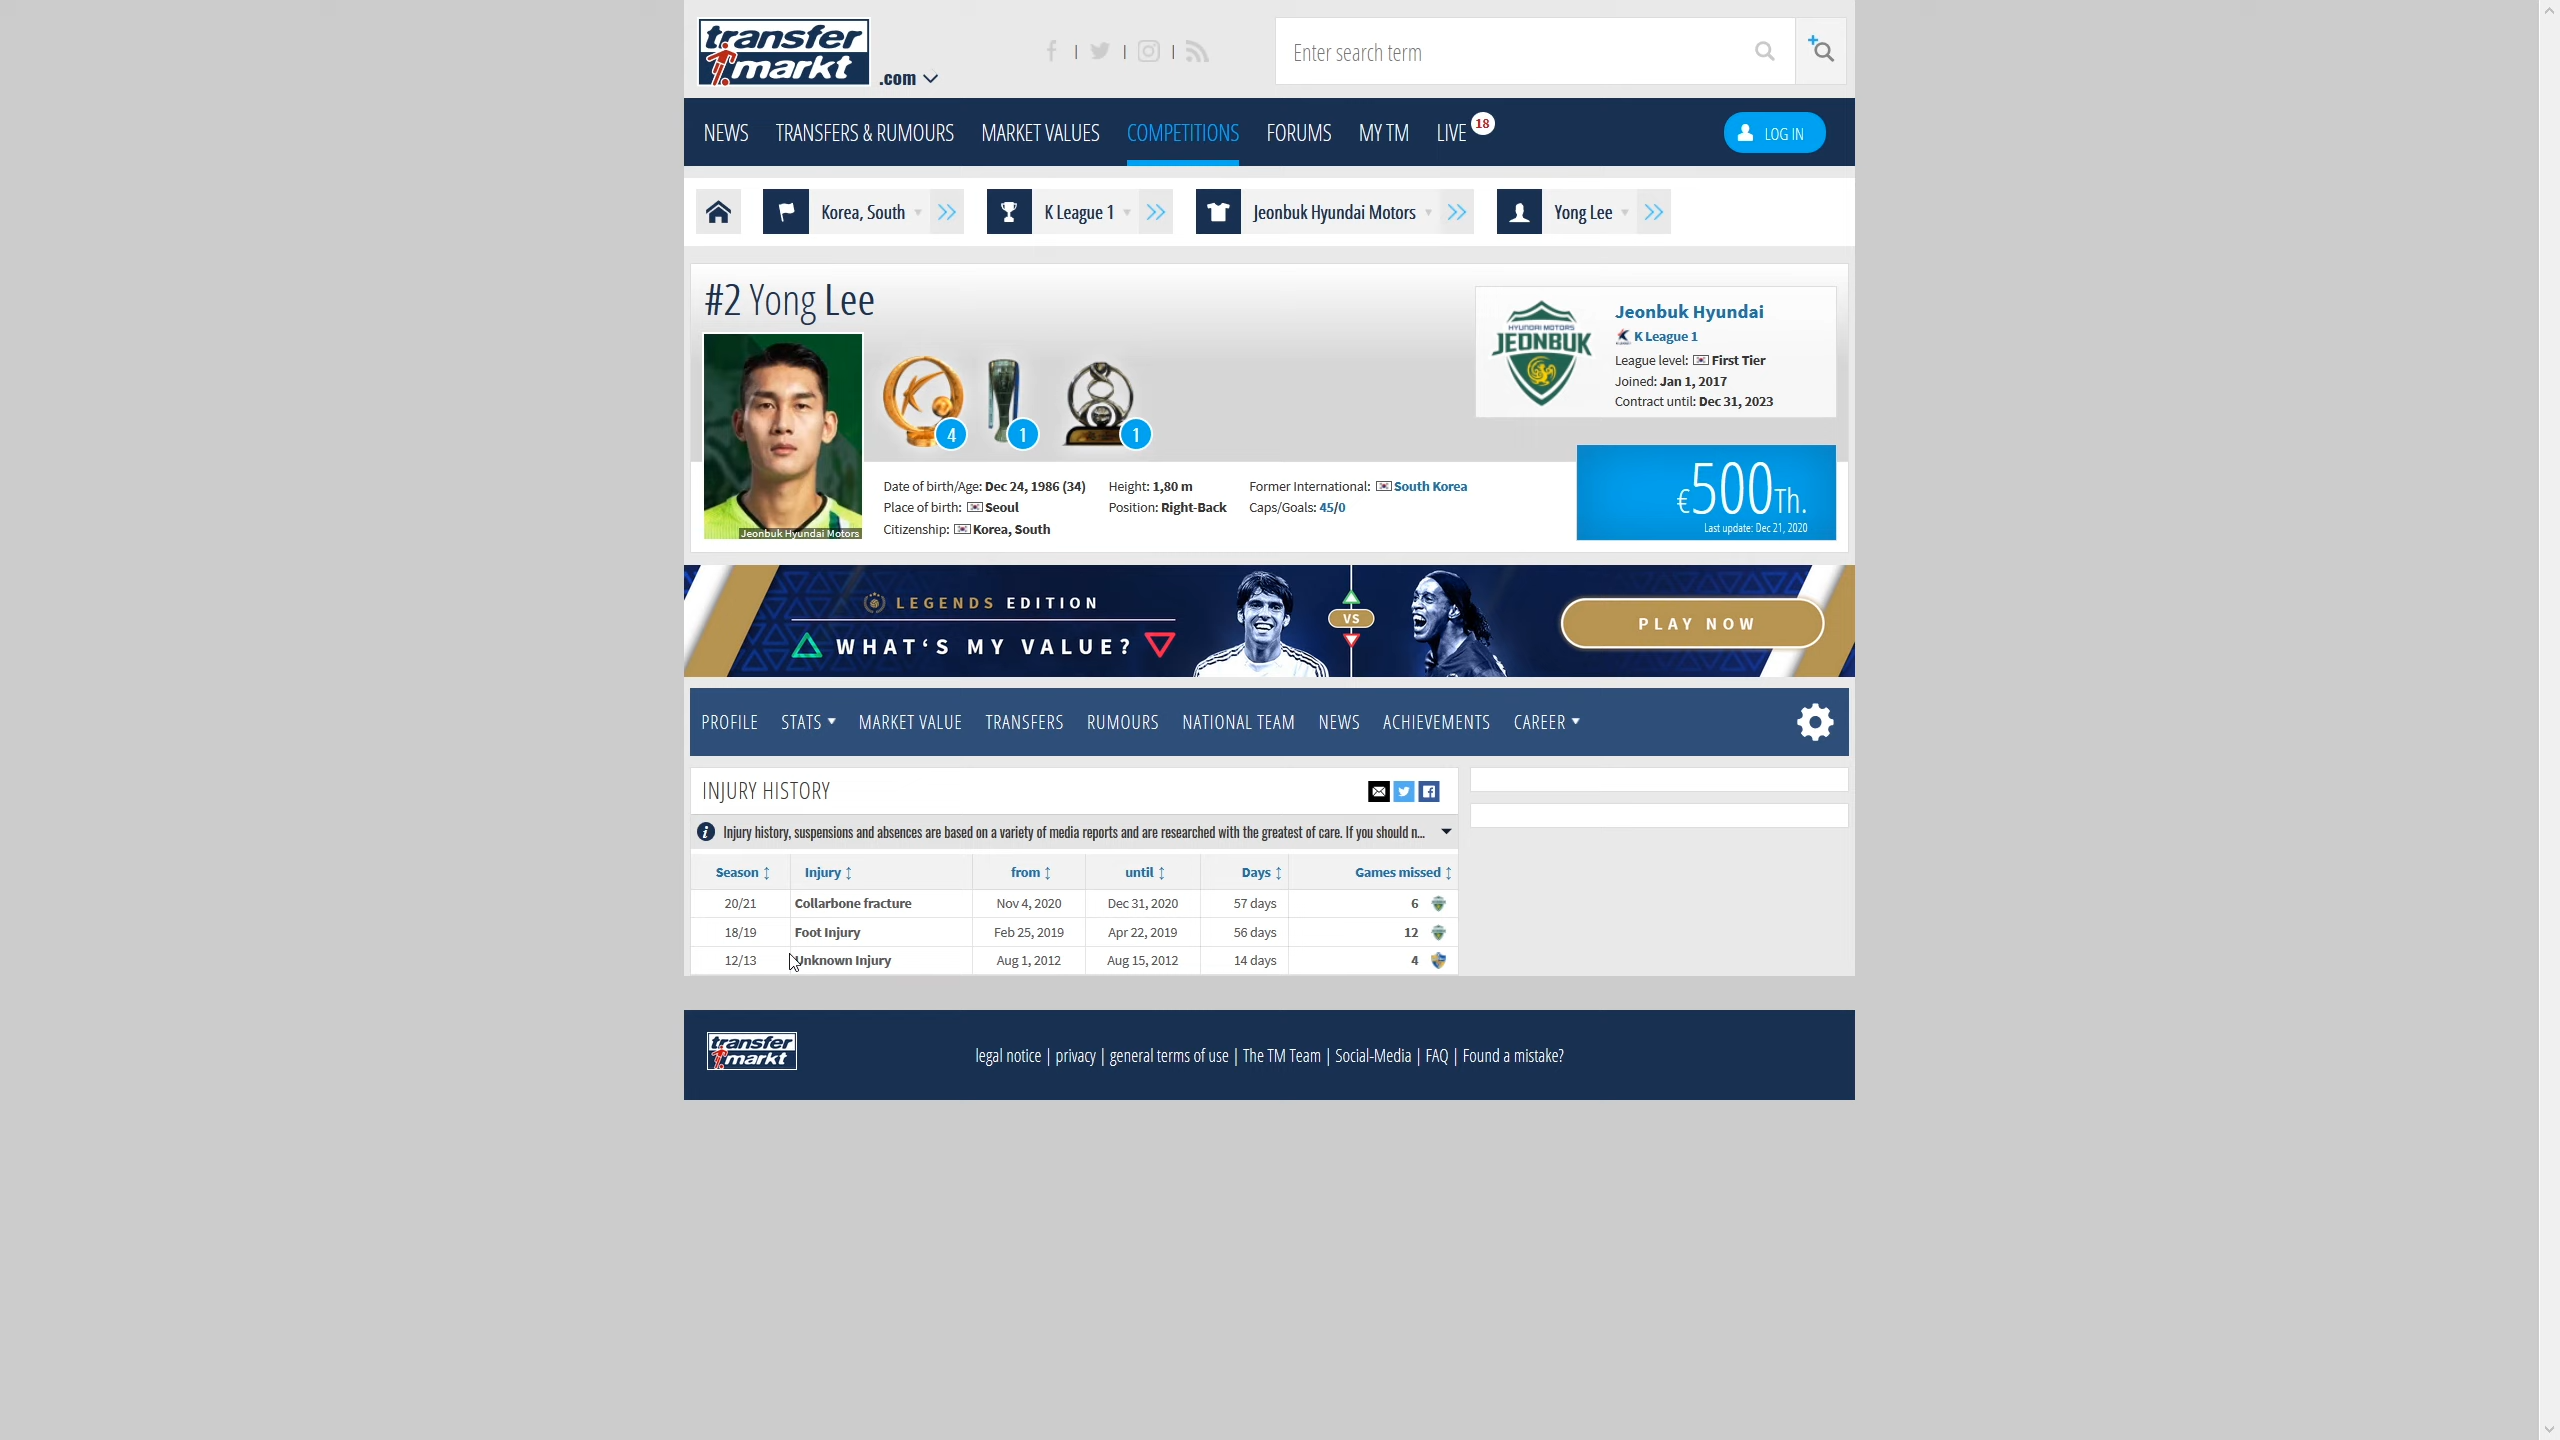 transfer
markt
.com
Enter search term
NEWS TRANSFERS & RUMOURS MARKET VALUES COMPETITIONS FORUMS MY TM LIVE 18 LOG IN
Korea, South K League 1 Jeonbuk Hyundai Motors Yong Lee
#2 Yong Lee
Jeonbuk Hyundai
K League 1
League level: First Tier
Joined: Jan 1, 2017
Contract until: Dec 31, 2023
HYUNDAI MOTORS
JEONBUK
4 1 1
Jeonbuk Hyundai Motors
Date of birth/Age: Dec 24, 1986 (34)
Place of birth: Seoul
Citizenship: Korea, South
Height: 1,80 m
Position: Right-Back
Former International: South Korea
Caps/Goals: 45/0
€500Th.
Last update: Dec 21, 2020
LEGENDS EDITION
WHAT‘S MY VALUE?
VS
PLAY NOW
PROFILE STATS MARKET VALUE TRANSFERS RUMOURS NATIONAL TEAM NEWS ACHIEVEMENTS CAREER
INJURY HISTORY
Injury history, suspensions and absences are based on a variety of media reports and are researched with the greatest of care. If you should n...
Season Injury from until Days Games missed
20/21 Collarbone fracture Nov 4, 2020 Dec 31, 2020 57 days 6
18/19 Foot Injury Feb 25, 2019 Apr 22, 2019 56 days 12
12/13 Unknown Injury Aug 1, 2012 Aug 15, 2012 14 days 4
transfer
markt
legal notice | privacy | general terms of use | The TM Team | Social-Media | FAQ | Found a mistake?